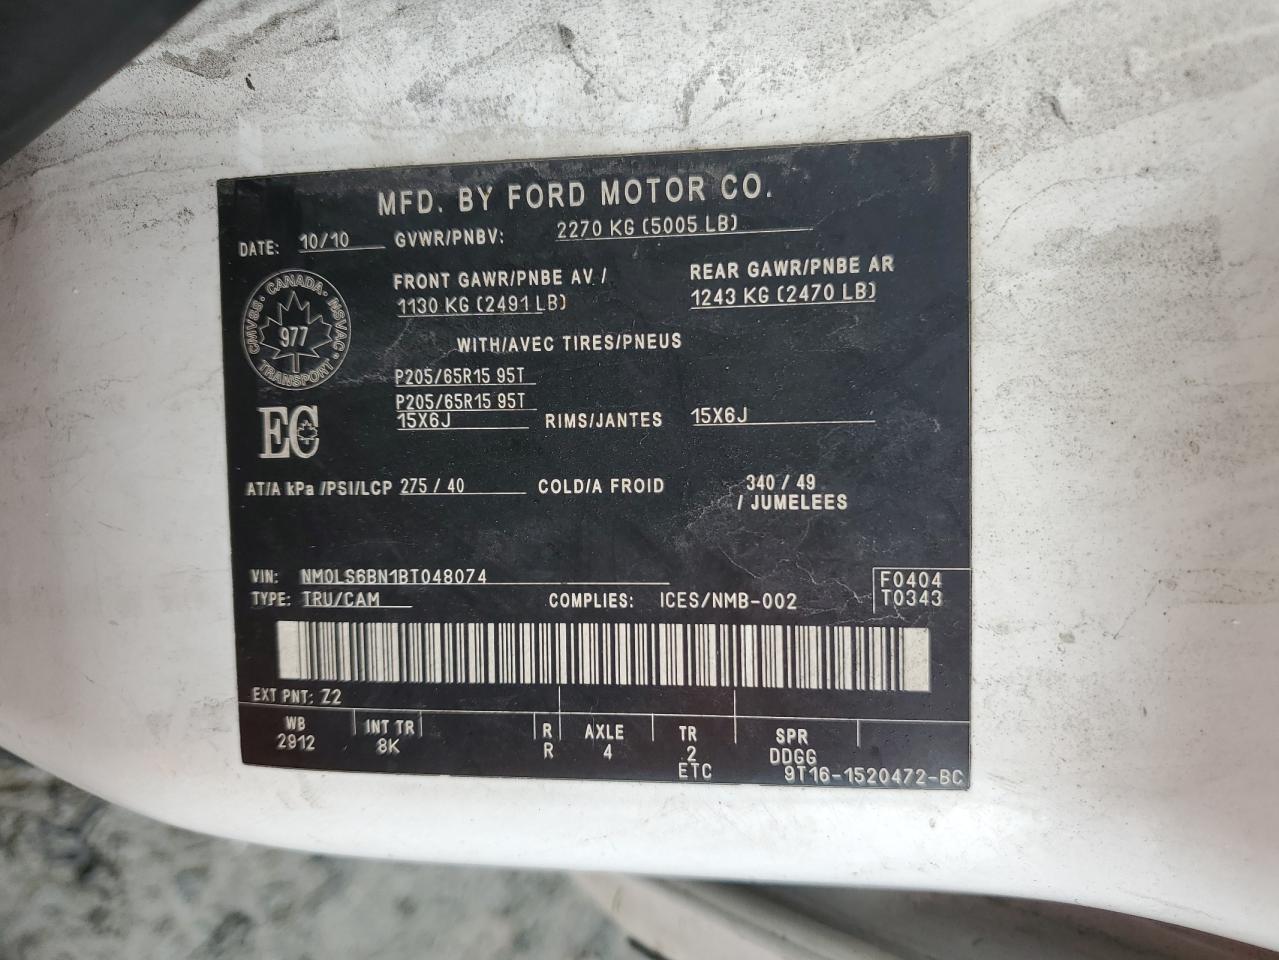 MFD. BY FORD MOTOR CO.
DATE: 10/10 GVWR/PNBV: 2270 KG (5005 LB)
FRONT GAWR/PNBE AV / REAR GAWR/PNBE AR
1130 KG (2491 LB) 1243 KG (2470 LB)
CMVSS · CANADA · NSVAC
977
TRANSPORT
WITH/AVEC TIRES/PNEUS
P205/65R15 95T
P205/65R15 95T
15X6J RIMS/JANTES 15X6J
EC
AT/A kPa /PSI/LCP 275 / 40 COLD/A FROID 340 / 49
/ JUMELEES
VIN: NM0LS6BN1BT048074
TYPE: TRU/CAM COMPLIES: ICES/NMB-002
F0404
T0343
EXT PNT: Z2
WB INT TR R AXLE TR SPR
2912 8K R 4 2 DDGG
ETC 9T16-1520472-BC